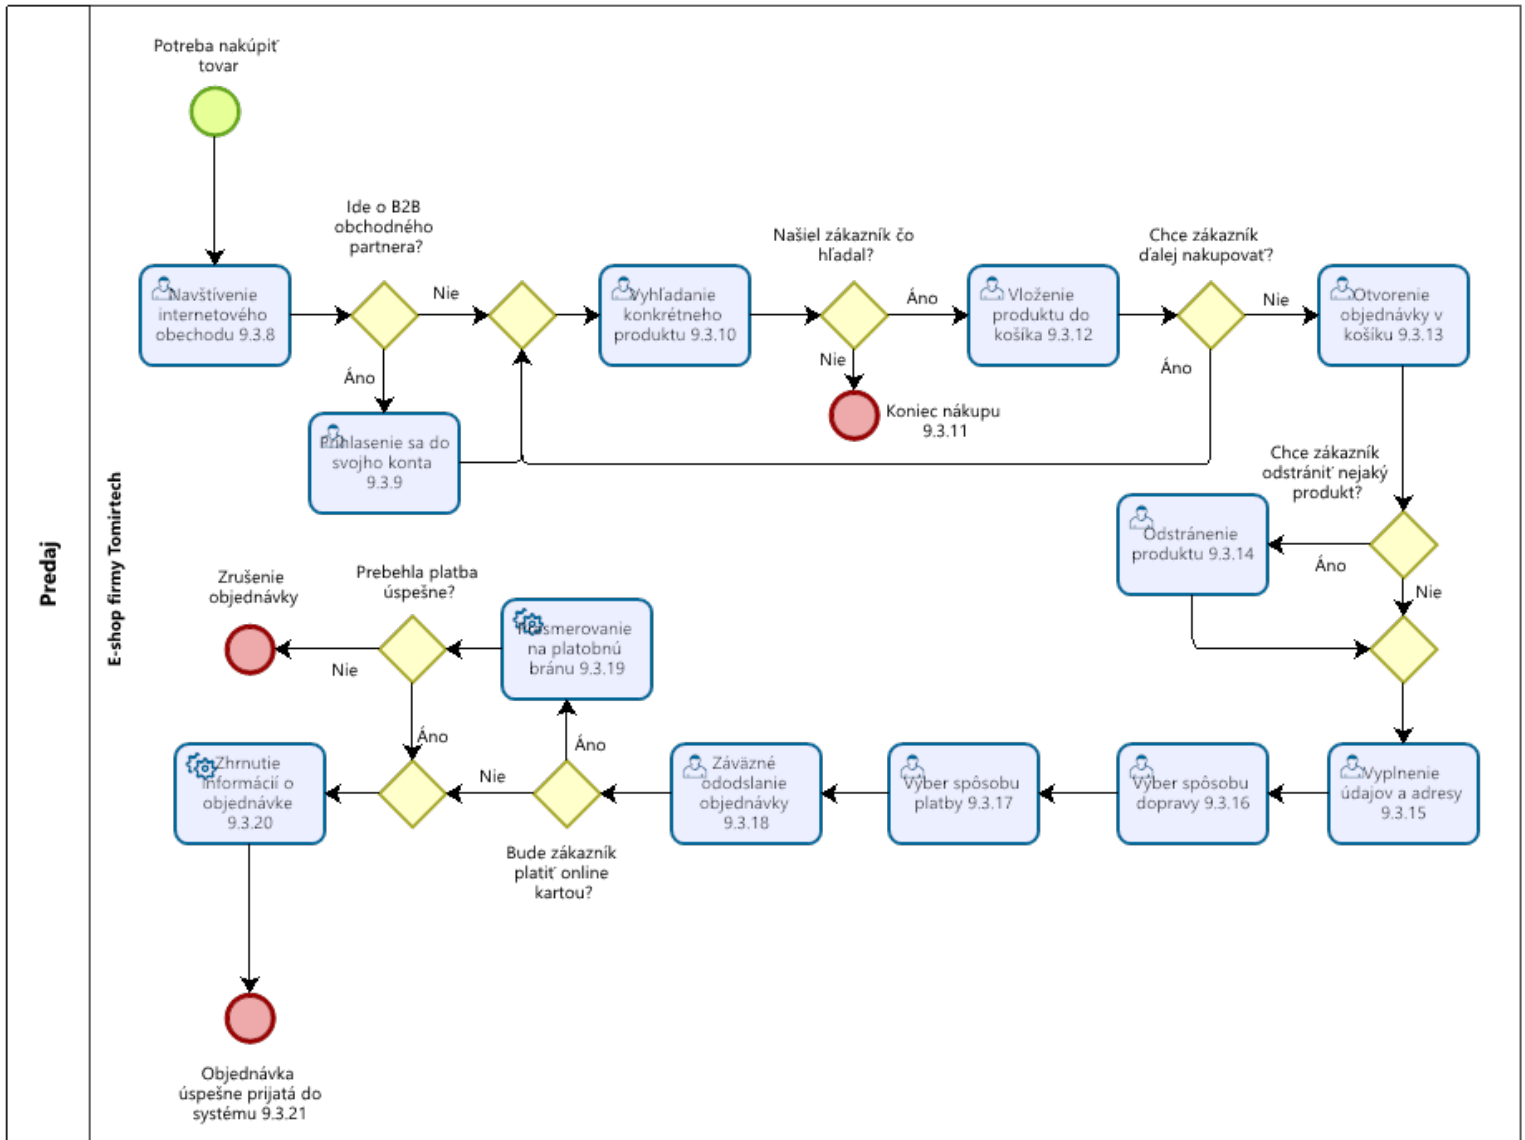 Potreba nakúpiť
tovar
Ide o B2B
obchodného
partnera?
Našiel zákazník čo
hľadal?
Chce zákazník
ďalej nakupovať?
Navštívenie
internetového
obechodu 9.3.8
Nie
Áno
Vyhľadanie
konkrétneho
produktu 9.3.10
Áno
Nie
Vloženie
produktu do
košíka 9.3.12
Nie
Áno
Otvorenie
objednávky v
košíku 9.3.13
Prihlasenie sa do
svojho konta
9.3.9
Koniec nákupu
9.3.11
Chce zákazník
odstrániť nejaký
produkt?
Odstránenie
produktu 9.3.14
Áno
Nie
Predaj
E-shop firmy Tomirtech
Zrušenie
objednávky
Prebehla platba
úspešne?
Nie
Áno
Presmerovanie
na platobnú
bránu 9.3.19
Áno
Nie
Zhrnutie
informácií o
objednávke
9.3.20
Bude zákazník
platiť online
kartou?
Záväzné
ododslanie
objednávky
9.3.18
Výber spôsobu
platby 9.3.17
Výber spôsobu
dopravy 9.3.16
Vyplnenie
údajov a adresy
9.3.15
Objednávka
úspešne prijatá do
systému 9.3.21